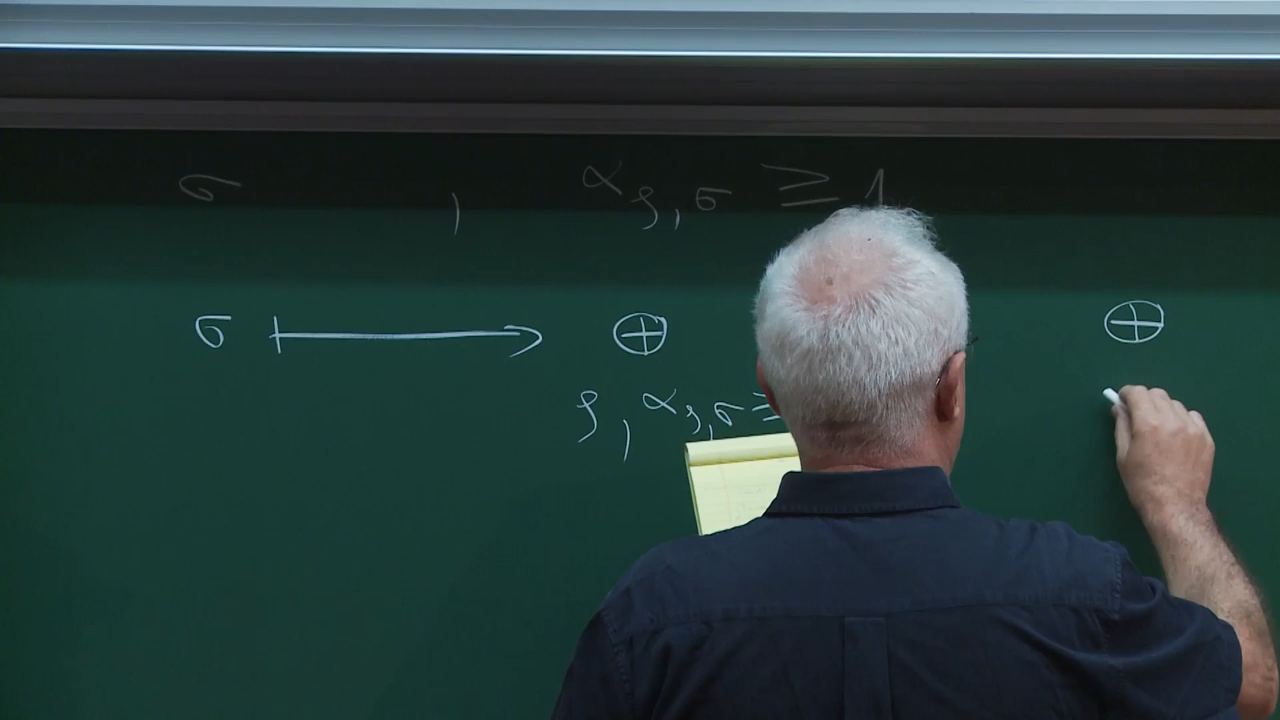 σ , α_{ρ,σ} ≥ 1
σ ⟼ ⊕ ⊕
ρ, α_{ρ,σ} ≥